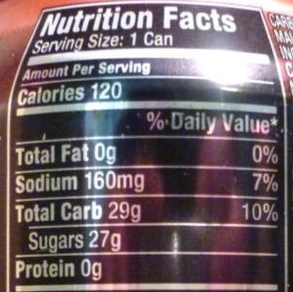 Nutrition Facts
Serving Size: 1 Can
Amount Per Serving
Calories 120
% Daily Value*
Total Fat 0g 0%
Sodium 160mg 7%
Total Carb 29g 10%
Sugars 27g
Protein 0g